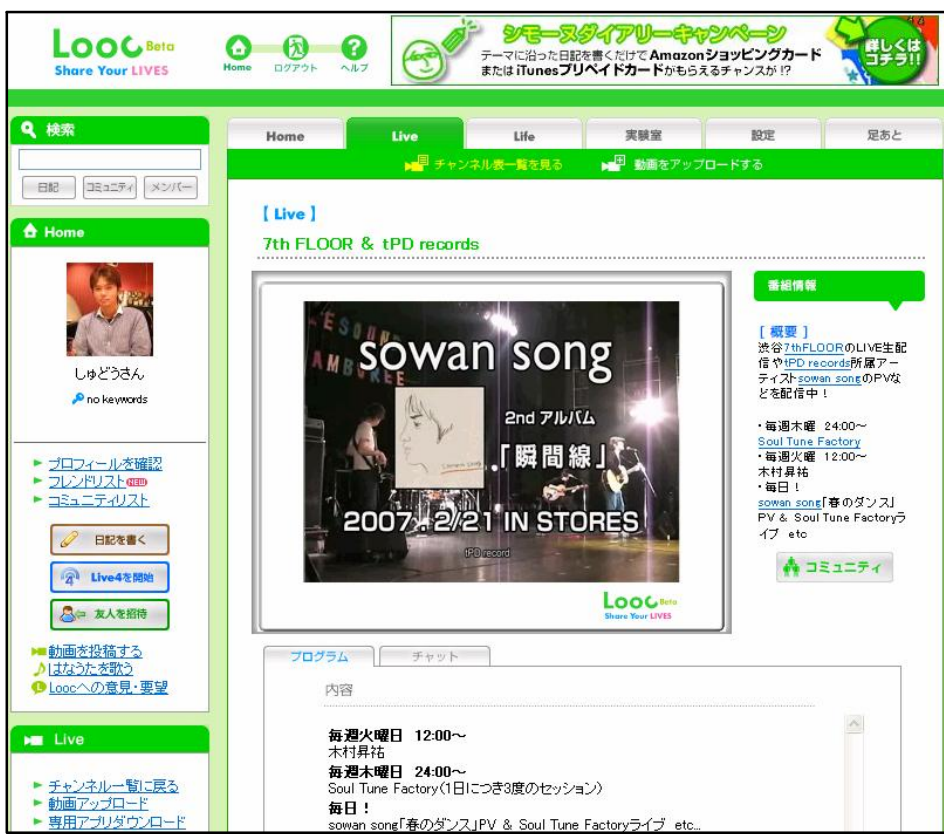 Looc Beta
Share Your LIVES
Home
ログアウト
ヘルプ
シモーヌダイアリーキャンペーン
テーマに沿った日記を書くだけでAmazonショッピングカード
またはiTunesプリペイドカードがもらえるチャンスが!?
詳しくは
コチラ!!
検索
日記
コミュニティ
メンバー
Home
Live
Life
実験室
設定
足あと
チャンネル表一覧を見る
動画をアップロードする
Home
しゅどうさん
no keywords
プロフィールを確認
フレンドリスト NEW
コミュニティリスト
日記を書く
Live4を開始
友人を招待
動画を投稿する
はなうたを歌う
Loocへの意見・要望
Live
チャンネル一覧に戻る
動画アップロード
専用アプリダウンロード
[ Live ]
7th FLOOR & tPD records
sowan song
2nd アルバム
「瞬間線」
2007. 2/21 IN STORES
tPD record
Looc Beta
Share Your LIVES
番組情報
[ 概要 ]
渋谷7thFLOORのLIVE生配
信やtPD records所属アー
ティストsowan songのPVな
どを配信中!
・毎週木曜 24:00~
Soul Tune Factory
・毎週火曜 12:00~
木村昇祐
・毎日!
sowan song「春のダンス」
PV & Soul Tune Factoryラ
イブ etc
コミュニティ
プログラム
チャット
内容
毎週火曜日 12:00~
木村昇祐
毎週木曜日 24:00~
Soul Tune Factory(1日につき3度のセッション)
毎日!
sowan song「春のダンス」PV & Soul Tune Factoryライブ etc...